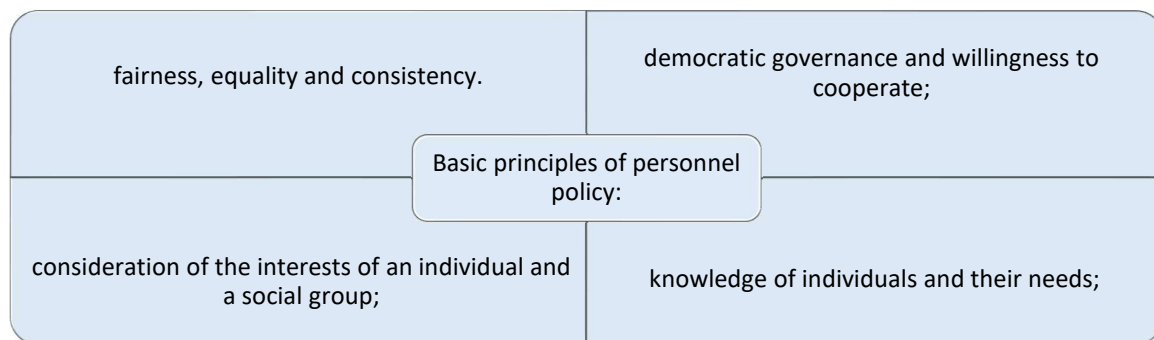 fairness, equality and consistency.
democratic governance and willingness to
cooperate;
Basic principles of personnel
policy:
consideration of the interests of an individual and
a social group;
knowledge of individuals and their needs;